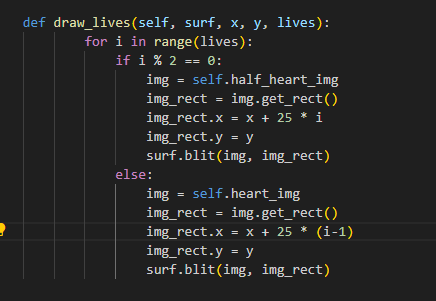 def draw_lives(self, surf, x, y, lives):
for i in range(lives):
if i % 2 == 0:
img = self.half_heart_img
img_rect = img.get_rect()
img_rect.x = x + 25 * i
img_rect.y = y
surf.blit(img, img_rect)
else:
img = self.heart_img
img_rect = img.get_rect()
img_rect.x = x + 25 * (i-1)
img_rect.y = y
surf.blit(img, img_rect)